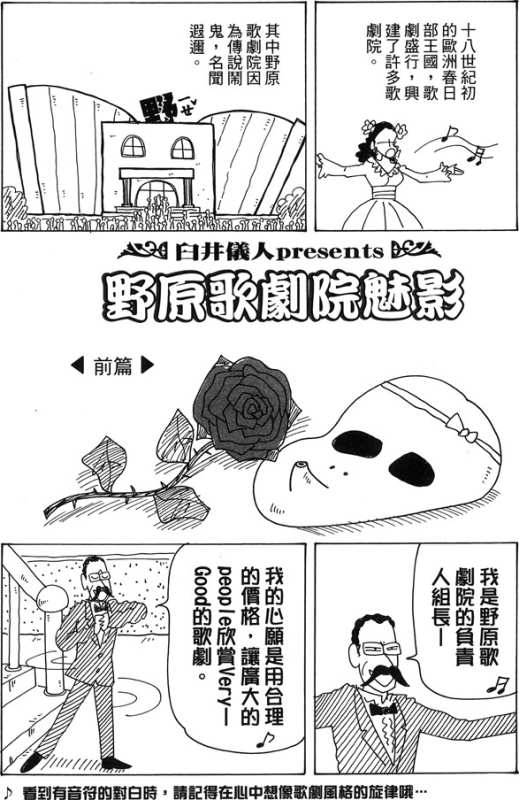 十八世紀初
的歐洲春日
部王國，歌
劇盛行，興
建了許多歌
劇院。
其中野原
歌劇院因
為傳說鬧
鬼，名聞
遐邇。
野
臼井儀人presents
野原歌劇院魅影
前篇
我是野原歌
劇院的負責
人組長—
我的心願是用合理
的價格，讓廣大的
people欣賞Very—
Good的歌劇。
♪ 看到有音符的對白時，請記得在心中想像歌劇風格的旋律哦…